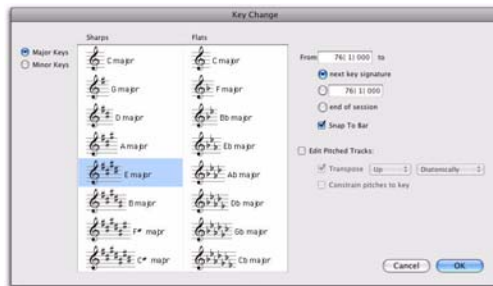 Key Change
Sharps Flats
Major Keys
Minor Keys
C major C major
G major F major
D major Bb major
A major Eb major
E major Ab major
B major Db major
F# major Gb major
C# major Cb major
From 76| 1| 000 to
next key signature
76| 1| 000
end of session
Snap To Bar
Edit Pitched Tracks:
Transpose Up Diatonically
Constrain pitches to key
Cancel OK